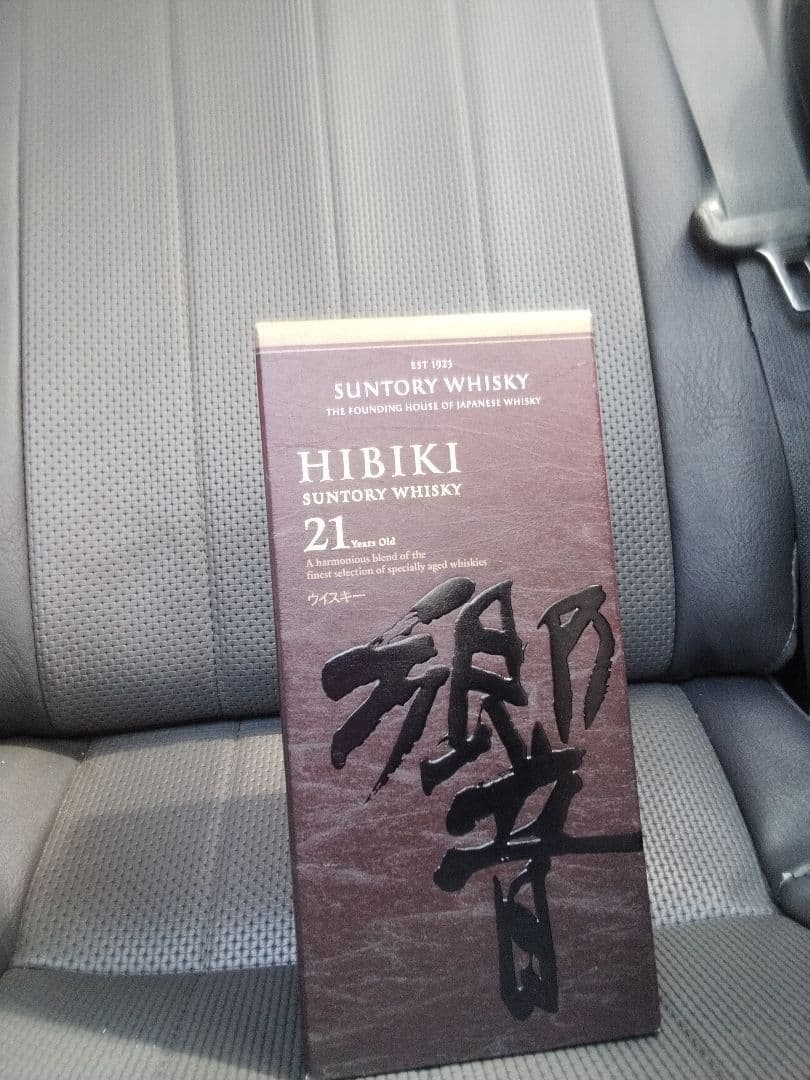 EST 1923
SUNTORY WHISKY
THE FOUNDING HOUSE OF JAPANESE WHISKY
HIBIKI
SUNTORY WHISKY
21 Years Old
A harmonious blend of the
finest selection of specially aged whiskies
ウイスキー
響